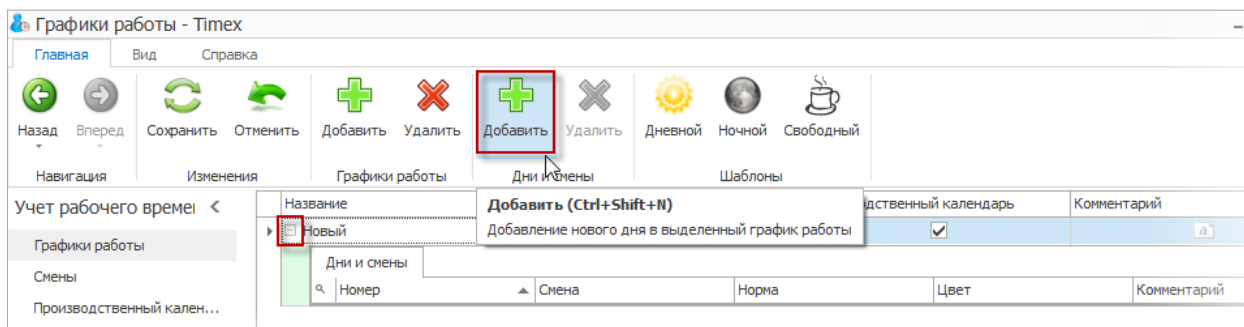 Графики работы - Timex
Главная Вид Справка
Назад Вперед Сохранить Отменить Добавить Удалить Добавить Удалить Дневной Ночной Свободный
Навигация Изменения Графики работы Дни и смены Шаблоны
Учет рабочего времен Название Добавить (Ctrl+Shift+N) дственный календарь Комментарий
Графики работы Новый Добавление нового дня в выделенный график работы
Дни и смены
Смены Номер Смена Норма Цвет Комментарий
Производственный кален...